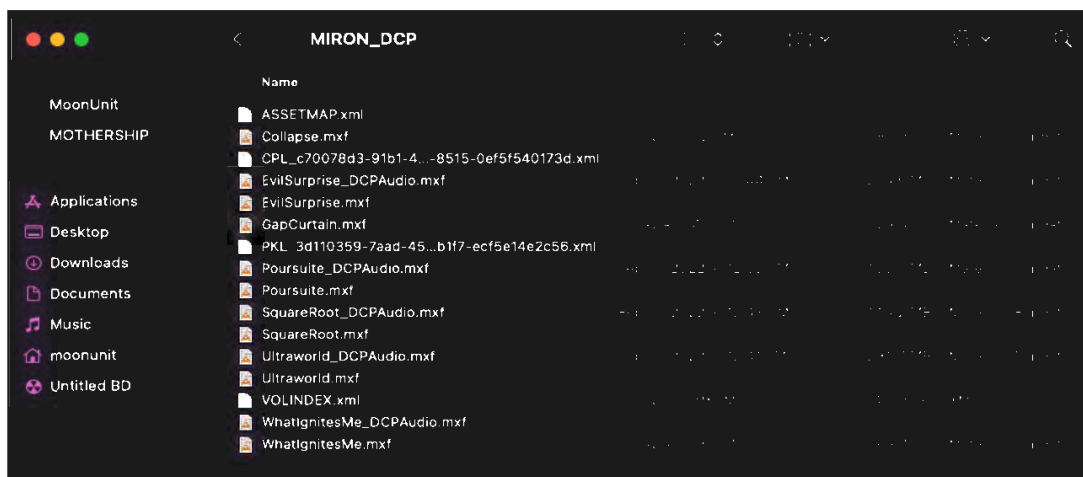 MIRON_DCP
MoonUnit
MOTHERSHIP
Applications
Desktop
Downloads
Documents
Music
moonunit
Untitled BD
Name
ASSETMAP.xml
Collapse.mxf
CPL_c70078d3-91b1-4...-8515-0ef5f540173d.xml
EvilSurprise_DCPAudio.mxf
EvilSurprise.mxf
GapCurtain.mxf
PKL_3d110359-7aad-45...b1f7-ecf5e14e2c56.xml
Poursuite_DCPAudio.mxf
Poursuite.mxf
SquareRoot_DCPAudio.mxf
SquareRoot.mxf
Ultraworld_DCPAudio.mxf
Ultraworld.mxf
VOLINDEX.xml
WhatIgnitesMe_DCPAudio.mxf
WhatIgnitesMe.mxf